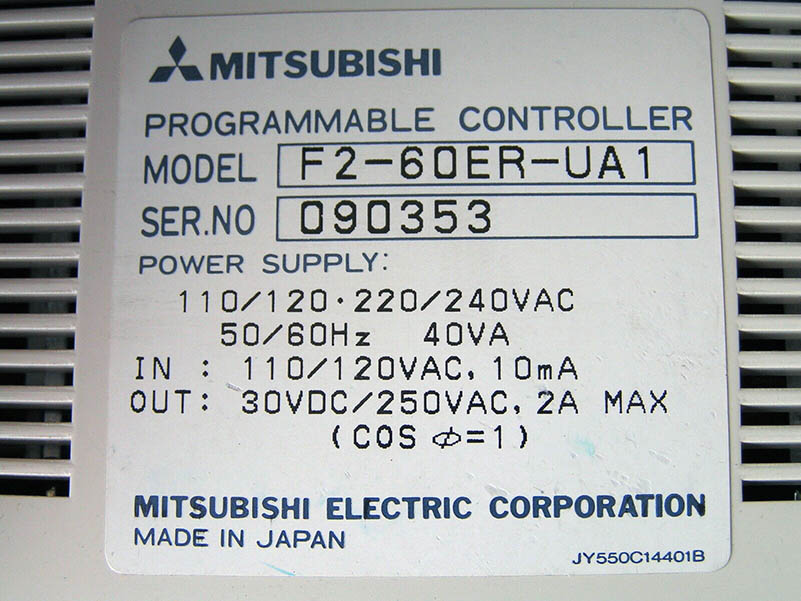 MITSUBISHI
PROGRAMMABLE CONTROLLER
MODEL F2-60ER-UA1
SER.NO 090353
POWER SUPPLY:
110/120·220/240VAC
50/60Hz 40VA
IN : 110/120VAC, 10mA
OUT: 30VDC/250VAC, 2A MAX
(COS ϕ=1)
MITSUBISHI ELECTRIC CORPORATION
MADE IN JAPAN
JY550C14401B